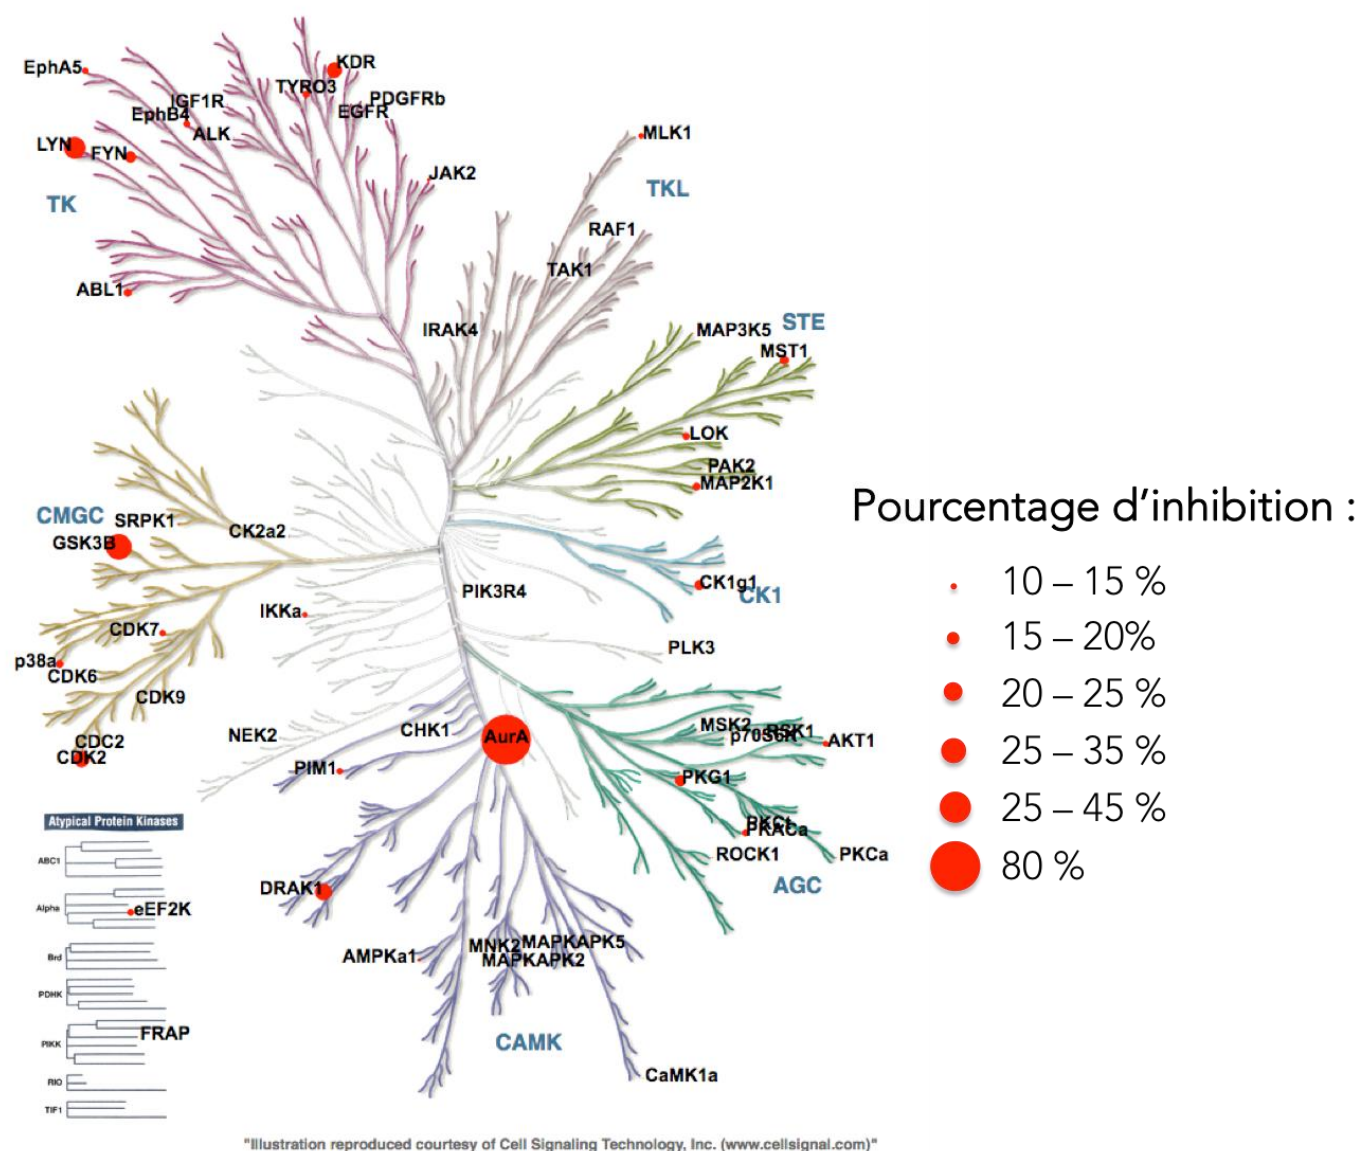 KDR
EphA5
TYRO3
PDGFRb
IGF1R
EGFR
EphB4
ALK
MLK1
LYN
FYN
JAK2
TKL
TK
RAF1
TAK1
ABL1
STE
IRAK4
MAP3K5
MST1
LOK
PAK2
MAP2K1
CMGC
SRPK1
CK2a2
GSK3B
CK1g1
CK1
PIK3R4
IKKa
CDK7
PLK3
p38a
CDK6
CDK9
MSK2
RSK1
p70S6K
NEK2
CHK1
AurA
AKT1
CDC2
CDK2
PIM1
PKG1
PKACa
ROCK1
PKCa
AGC
DRAK1
MNK2
MAPKAPK5
AMPKa1
MAPKAPK2
CAMK
CaMK1a
Atypical Protein Kinases
ABC1
Alpha
eEF2K
Brd
PDHK
FRAP
PIKK
RIO
TIF1
Pourcentage d'inhibition :
10 – 15 %
15 – 20%
20 – 25 %
25 – 35 %
25 – 45 %
80 %
"Illustration reproduced courtesy of Cell Signaling Technology, Inc. (www.cellsignal.com)"